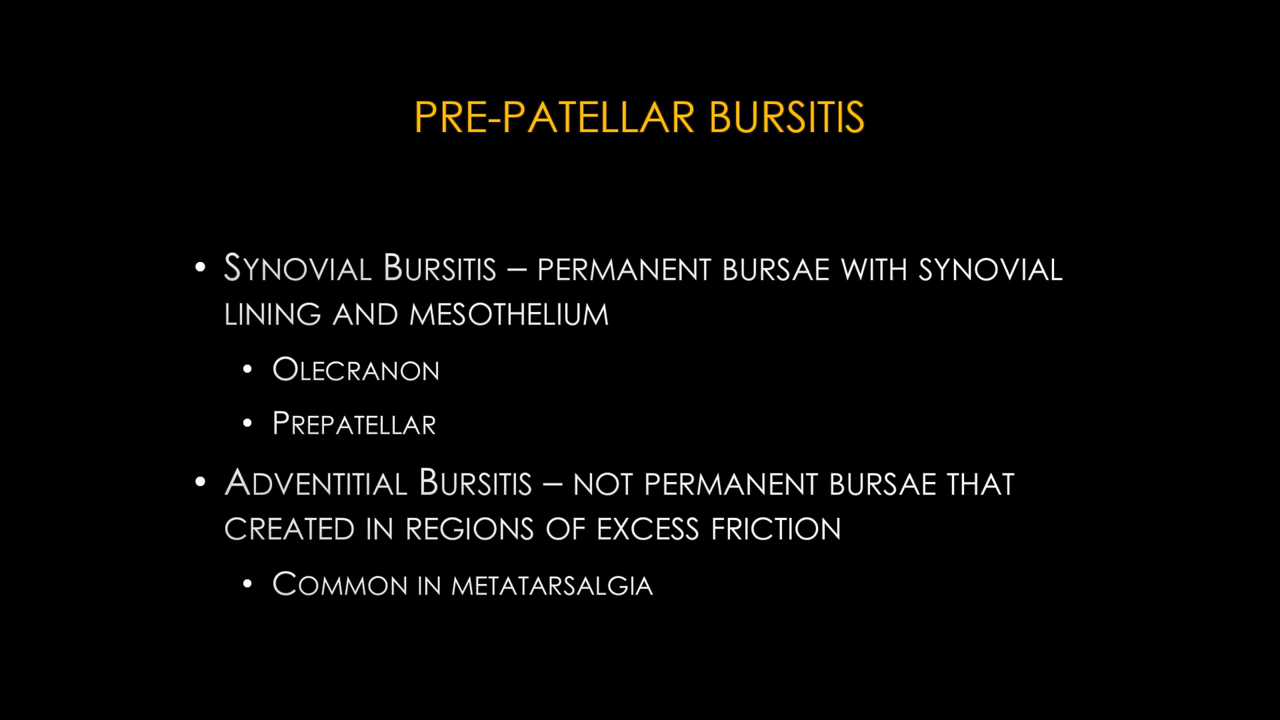 PRE-PATELLAR BURSITIS
• Synovial Bursitis – permanent bursae with synovial
lining and mesothelium
• Olecranon
• Prepatellar
• Adventitial Bursitis – not permanent bursae that
created in regions of excess friction
• Common in metatarsalgia